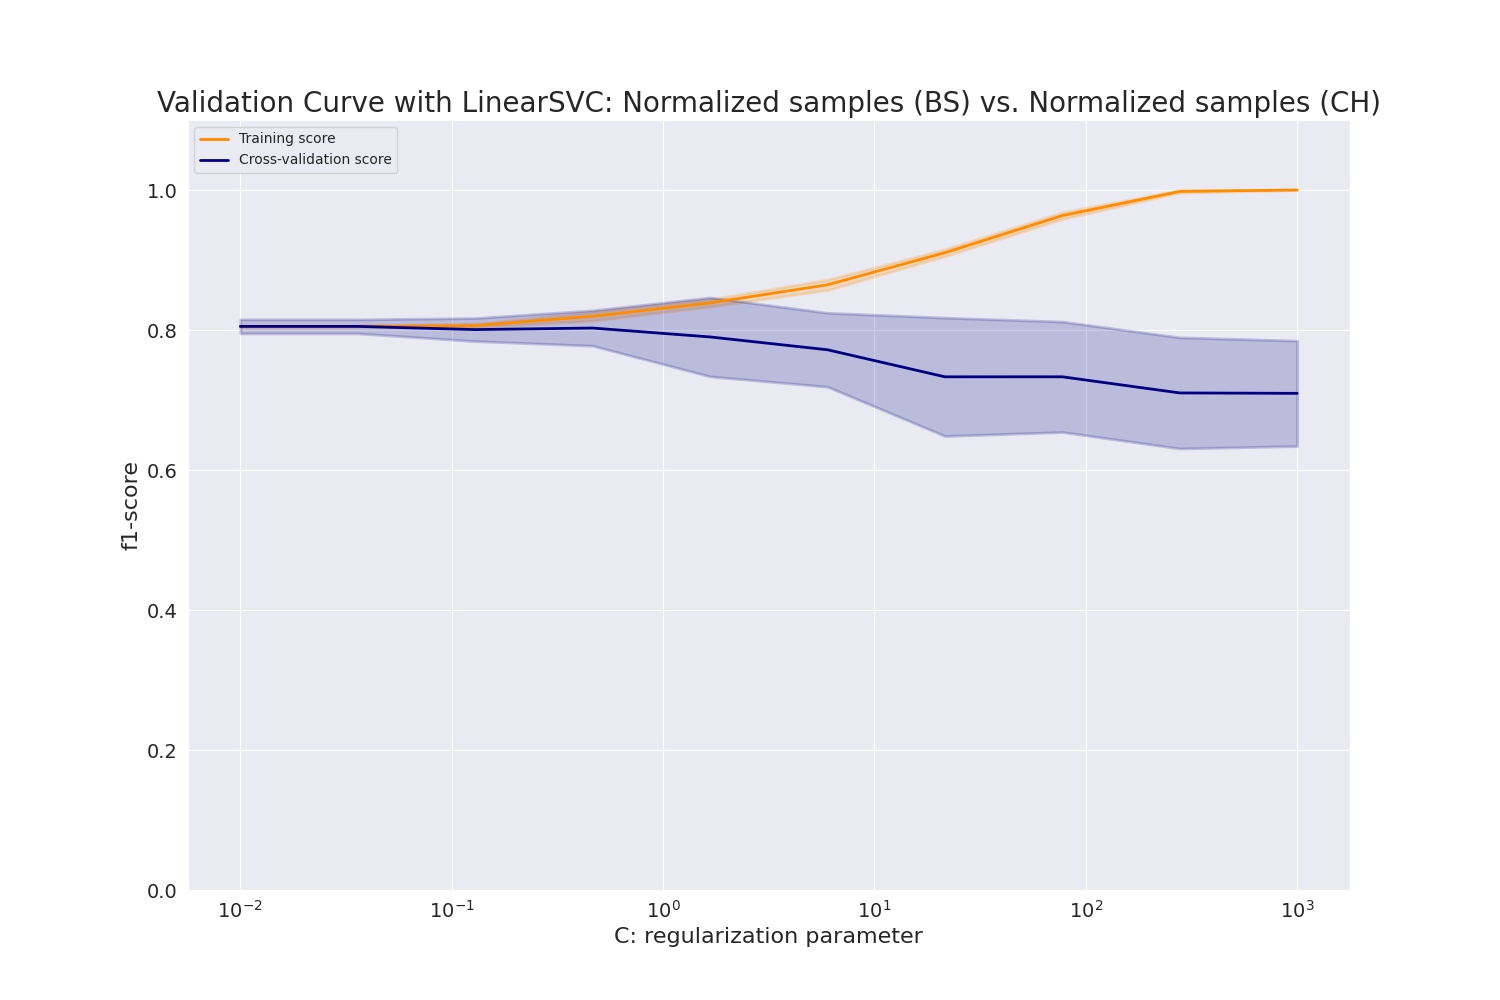 Validation Curve with LinearSVC: Normalized samples (BS) vs. Normalized samples (CH)
Training score
Cross-validation score
1.0
0.8
0.6
0.4
0.2
0.0
f1-score
10⁻² 10⁻¹ 10⁰ 10¹ 10² 10³
C: regularization parameter